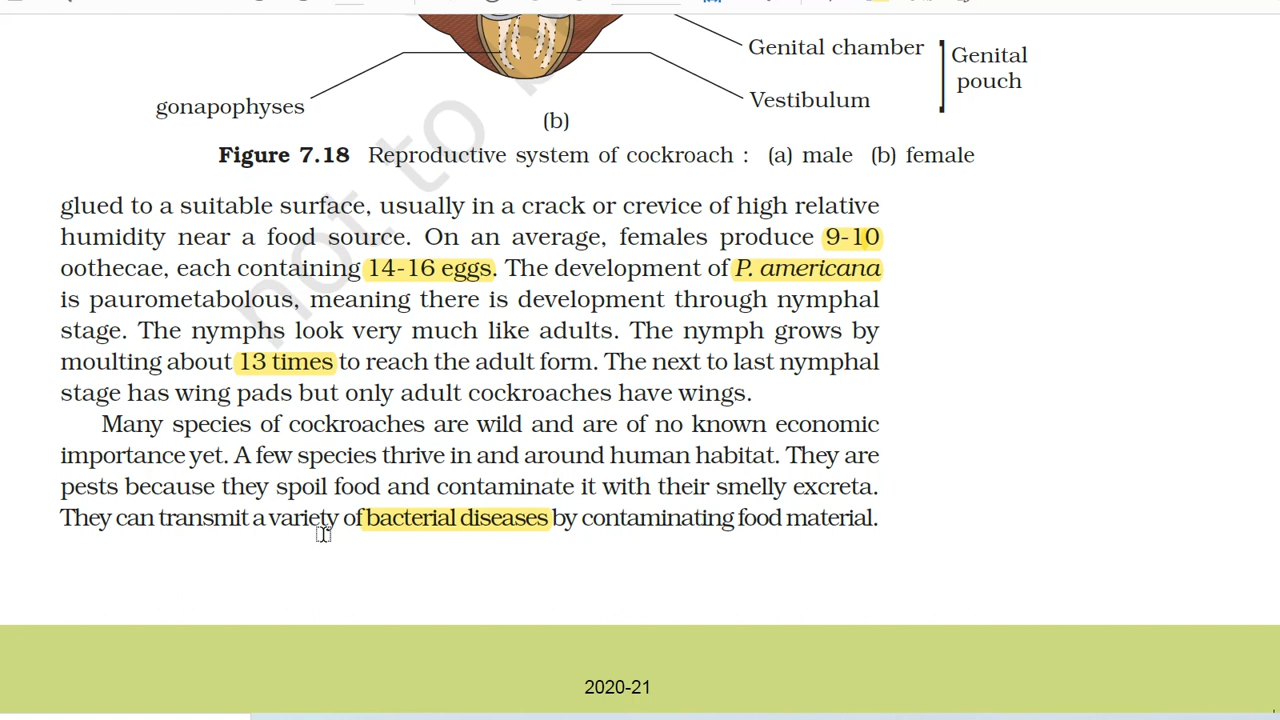 Genital chamber
Genital
pouch
gonapophyses
Vestibulum
(b)
Figure 7.18 Reproductive system of cockroach : (a) male (b) female
glued to a suitable surface, usually in a crack or crevice of high relative
humidity near a food source. On an average, females produce 9-10
oothecae, each containing 14-16 eggs. The development of P. americana
is paurometabolous, meaning there is development through nymphal
stage. The nymphs look very much like adults. The nymph grows by
moulting about 13 times to reach the adult form. The next to last nymphal
stage has wing pads but only adult cockroaches have wings.
Many species of cockroaches are wild and are of no known economic
importance yet. A few species thrive in and around human habitat. They are
pests because they spoil food and contaminate it with their smelly excreta.
They can transmit a variety of bacterial diseases by contaminating food material.
not to b
2020-21